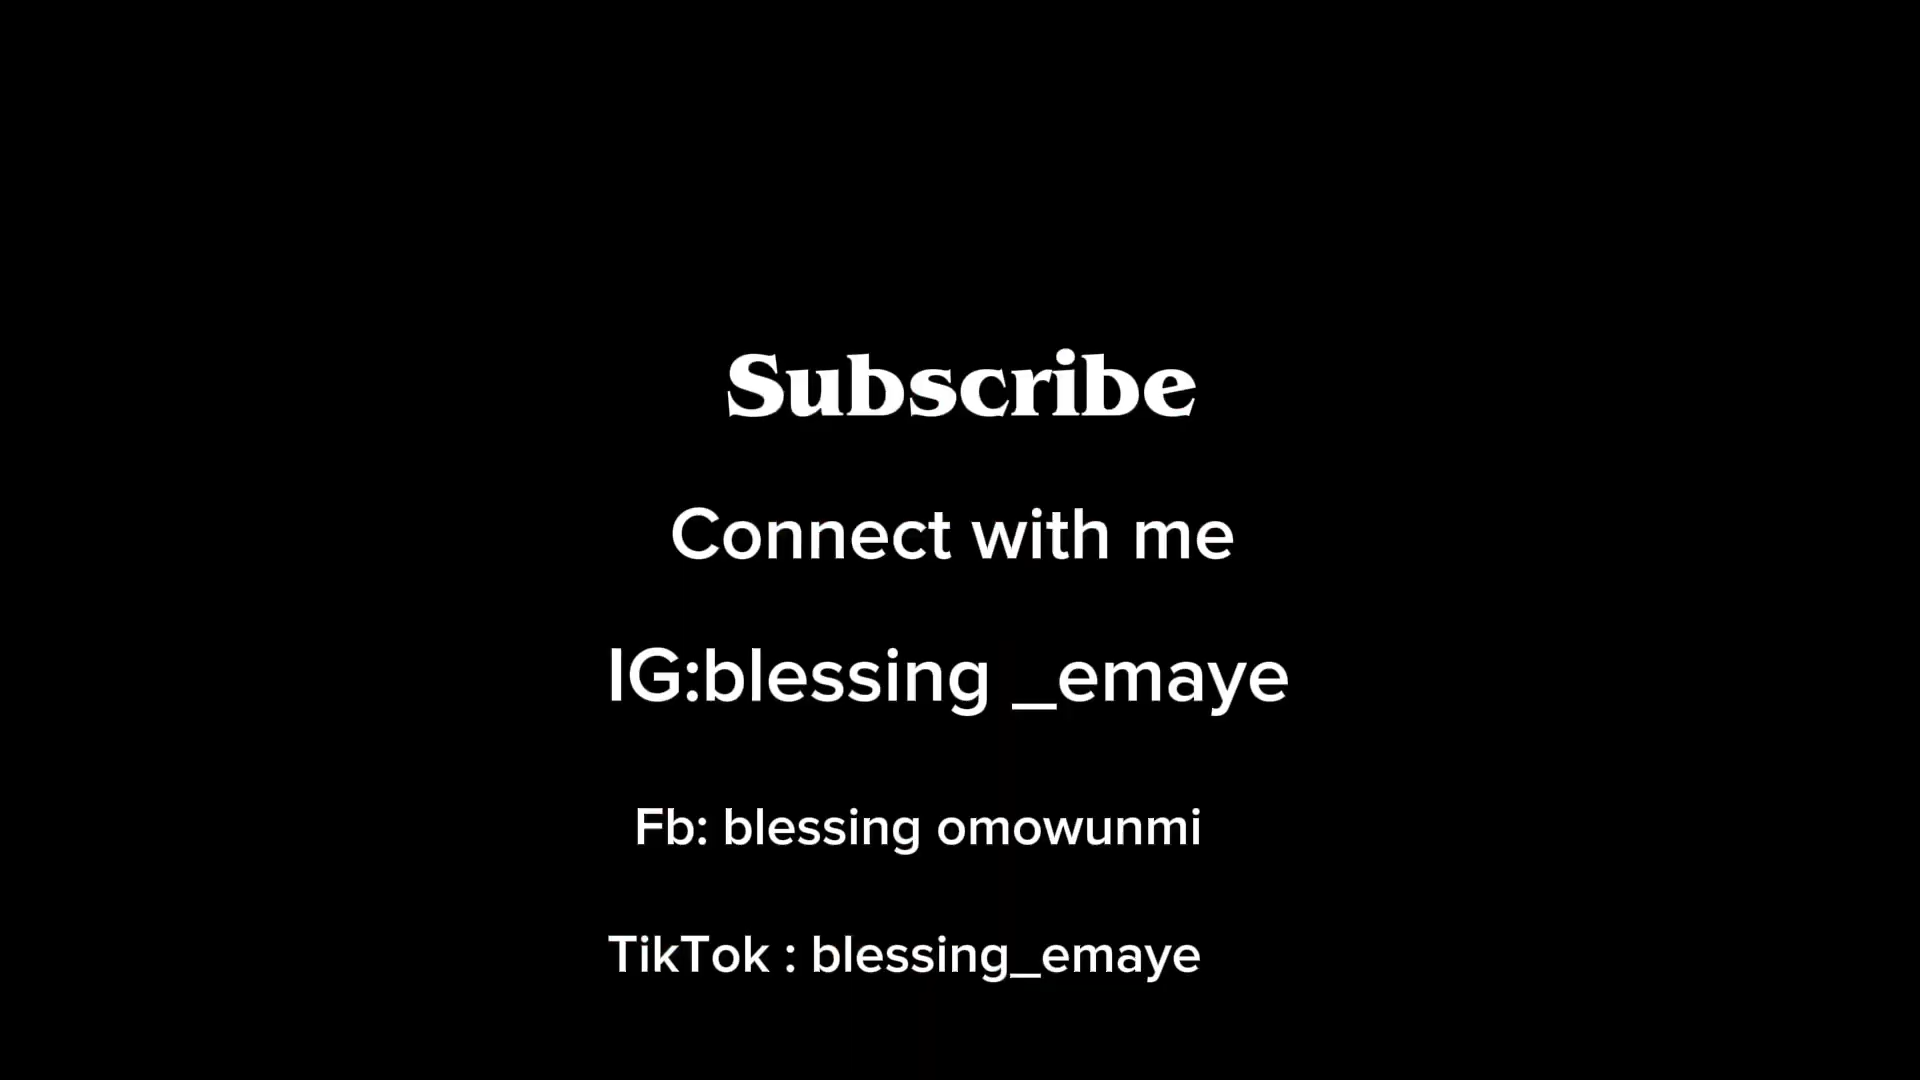 Subscribe
Connect with me
IG:blessing _emaye
Fb: blessing omowunmi
TikTok : blessing_emaye